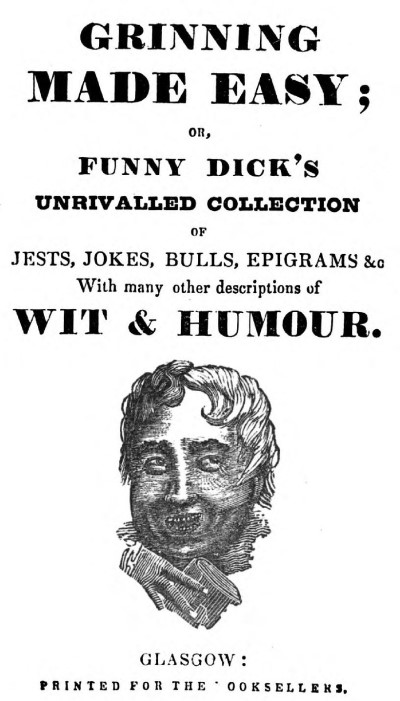 GRINNING
MADE EASY;
OR,
FUNNY DICK'S
UNRIVALLED COLLECTION
OF
JESTS, JOKES, BULLS, EPIGRAMS &c
With many other descriptions of
WIT & HUMOUR.
GLASGOW:
PRINTED FOR THE OOKSELLERS.